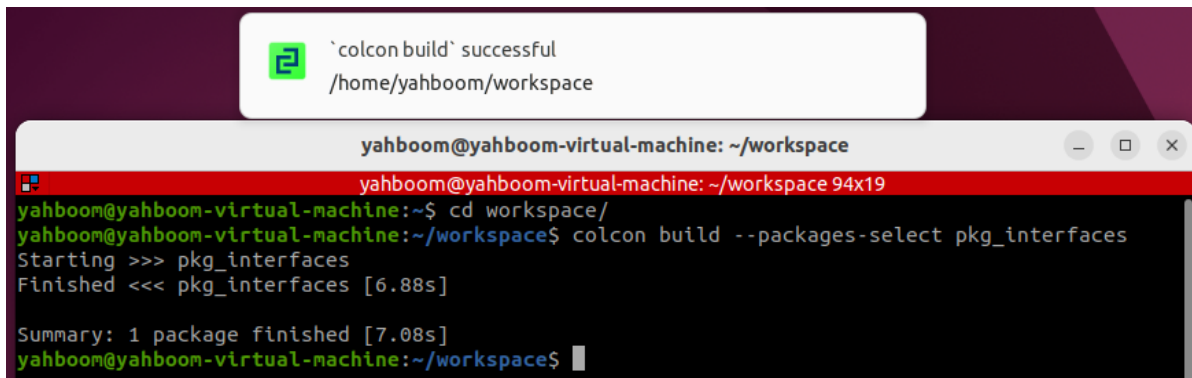 `colcon build` successful
/home/yahboom/workspace
yahboom@yahboom-virtual-machine: ~/workspace
yahboom@yahboom-virtual-machine: ~/workspace 94x19
yahboom@yahboom-virtual-machine:~$ cd workspace/
yahboom@yahboom-virtual-machine:~/workspace$ colcon build --packages-select pkg_interfaces
Starting >>> pkg_interfaces
Finished <<< pkg_interfaces [6.88s]
Summary: 1 package finished [7.08s]
yahboom@yahboom-virtual-machine:~/workspace$